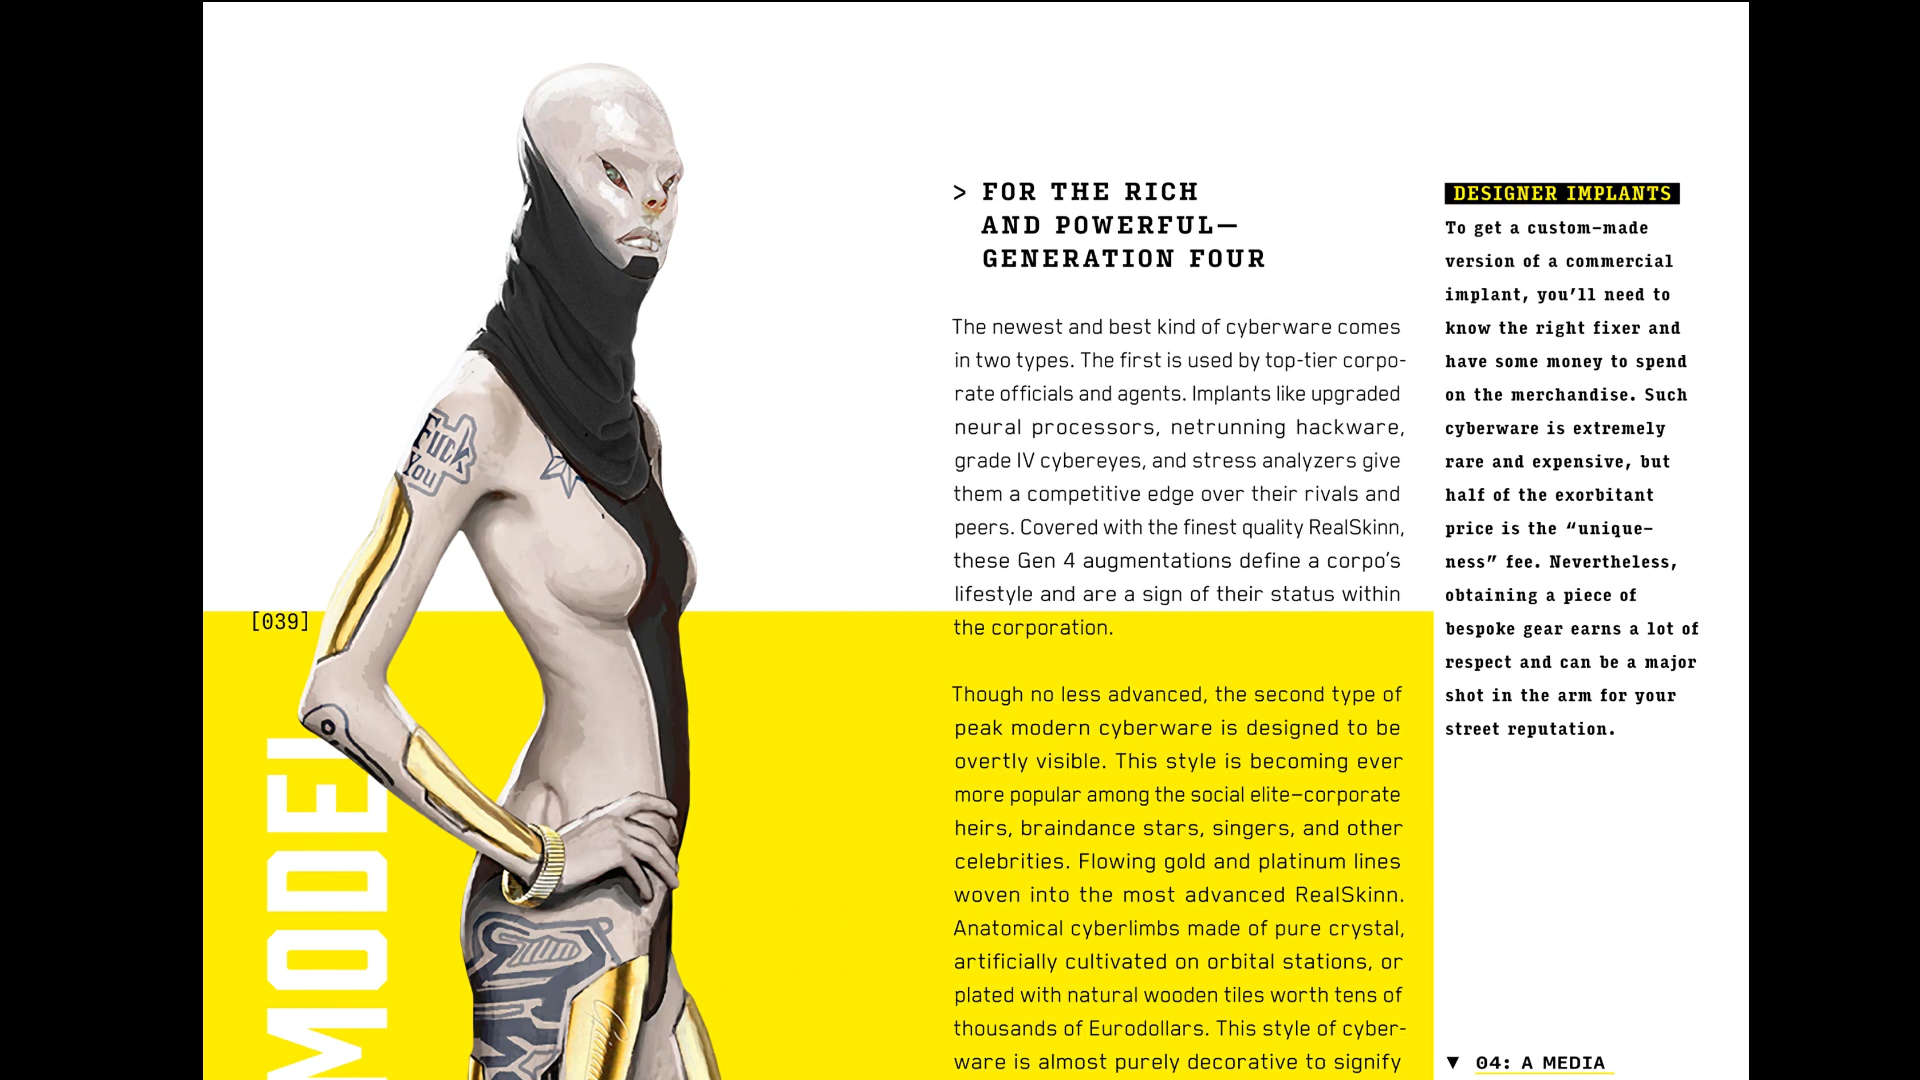 > FOR THE RICH
AND POWERFUL—
GENERATION FOUR
The newest and best kind of cyberware comes
in two types. The first is used by top-tier corpo-
rate officials and agents. Implants like upgraded
neural processors, netrunning hackware,
grade IV cybereyes, and stress analyzers give
them a competitive edge over their rivals and
peers. Covered with the finest quality RealSkinn,
these Gen 4 augmentations define a corpo’s
lifestyle and are a sign of their status within
the corporation.
Though no less advanced, the second type of
peak modern cyberware is designed to be
overtly visible. This style is becoming ever
more popular among the social elite–corporate
heirs, braindance stars, singers, and other
celebrities. Flowing gold and platinum lines
woven into the most advanced RealSkinn.
Anatomical cyberlimbs made of pure crystal,
artificially cultivated on orbital stations, or
plated with natural wooden tiles worth tens of
thousands of Eurodollars. This style of cyber-
ware is almost purely decorative to signify
DESIGNER IMPLANTS
To get a custom–made
version of a commercial
implant, you’ll need to
know the right fixer and
have some money to spend
on the merchandise. Such
cyberware is extremely
rare and expensive, but
half of the exorbitant
price is the “unique–
ness” fee. Nevertheless,
obtaining a piece of
bespoke gear earns a lot of
respect and can be a major
shot in the arm for your
street reputation.
▼ 04: A MEDIA
[039]
MODEL
Fuck
You